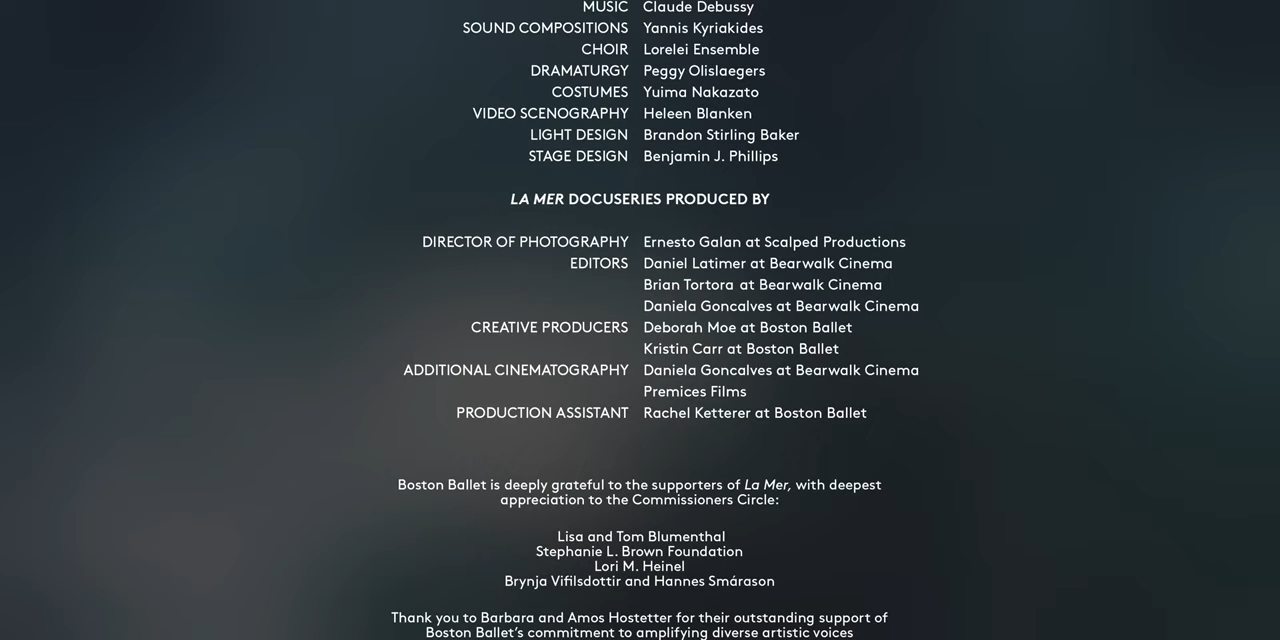 MUSIC Claude Debussy
SOUND COMPOSITIONS Yannis Kyriakides
CHOIR Lorelei Ensemble
DRAMATURGY Peggy Olislaegers
COSTUMES Yuima Nakazato
VIDEO SCENOGRAPHY Heleen Blanken
LIGHT DESIGN Brandon Stirling Baker
STAGE DESIGN Benjamin J. Phillips
LA MER DOCUSERIES PRODUCED BY
DIRECTOR OF PHOTOGRAPHY Ernesto Galan at Scalped Productions
EDITORS Daniel Latimer at Bearwalk Cinema
Brian Tortora at Bearwalk Cinema
Daniela Goncalves at Bearwalk Cinema
CREATIVE PRODUCERS Deborah Moe at Boston Ballet
Kristin Carr at Boston Ballet
ADDITIONAL CINEMATOGRAPHY Daniela Goncalves at Bearwalk Cinema
Premices Films
PRODUCTION ASSISTANT Rachel Ketterer at Boston Ballet
Boston Ballet is deeply grateful to the supporters of La Mer, with deepest
appreciation to the Commissioners Circle:
Lisa and Tom Blumenthal
Stephanie L. Brown Foundation
Lori M. Heinel
Brynja Vifilsdottir and Hannes Smárason
Thank you to Barbara and Amos Hostetter for their outstanding support of
Boston Ballet's commitment to amplifying diverse artistic voices